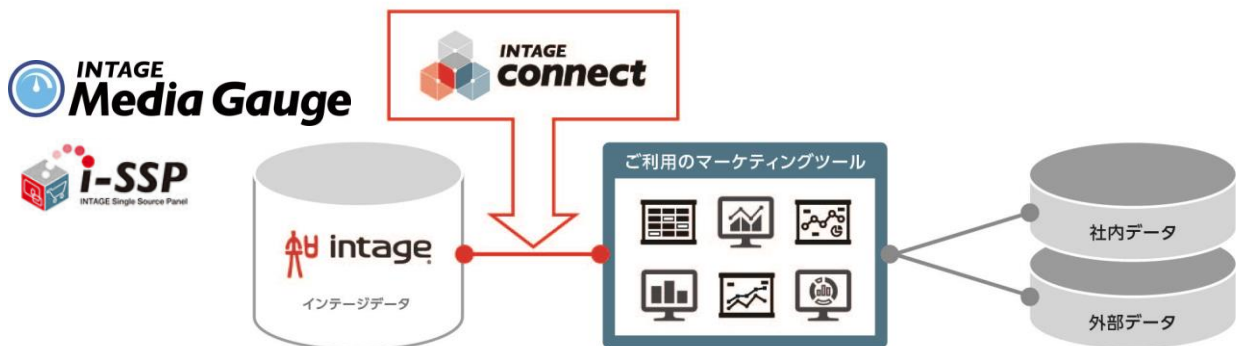 INTAGE
Media Gauge
i-SSP
INTAGE Single Source Panel
INTAGE
connect
intage
インテージデータ
ご利用のマーケティングツール
社内データ
外部データ